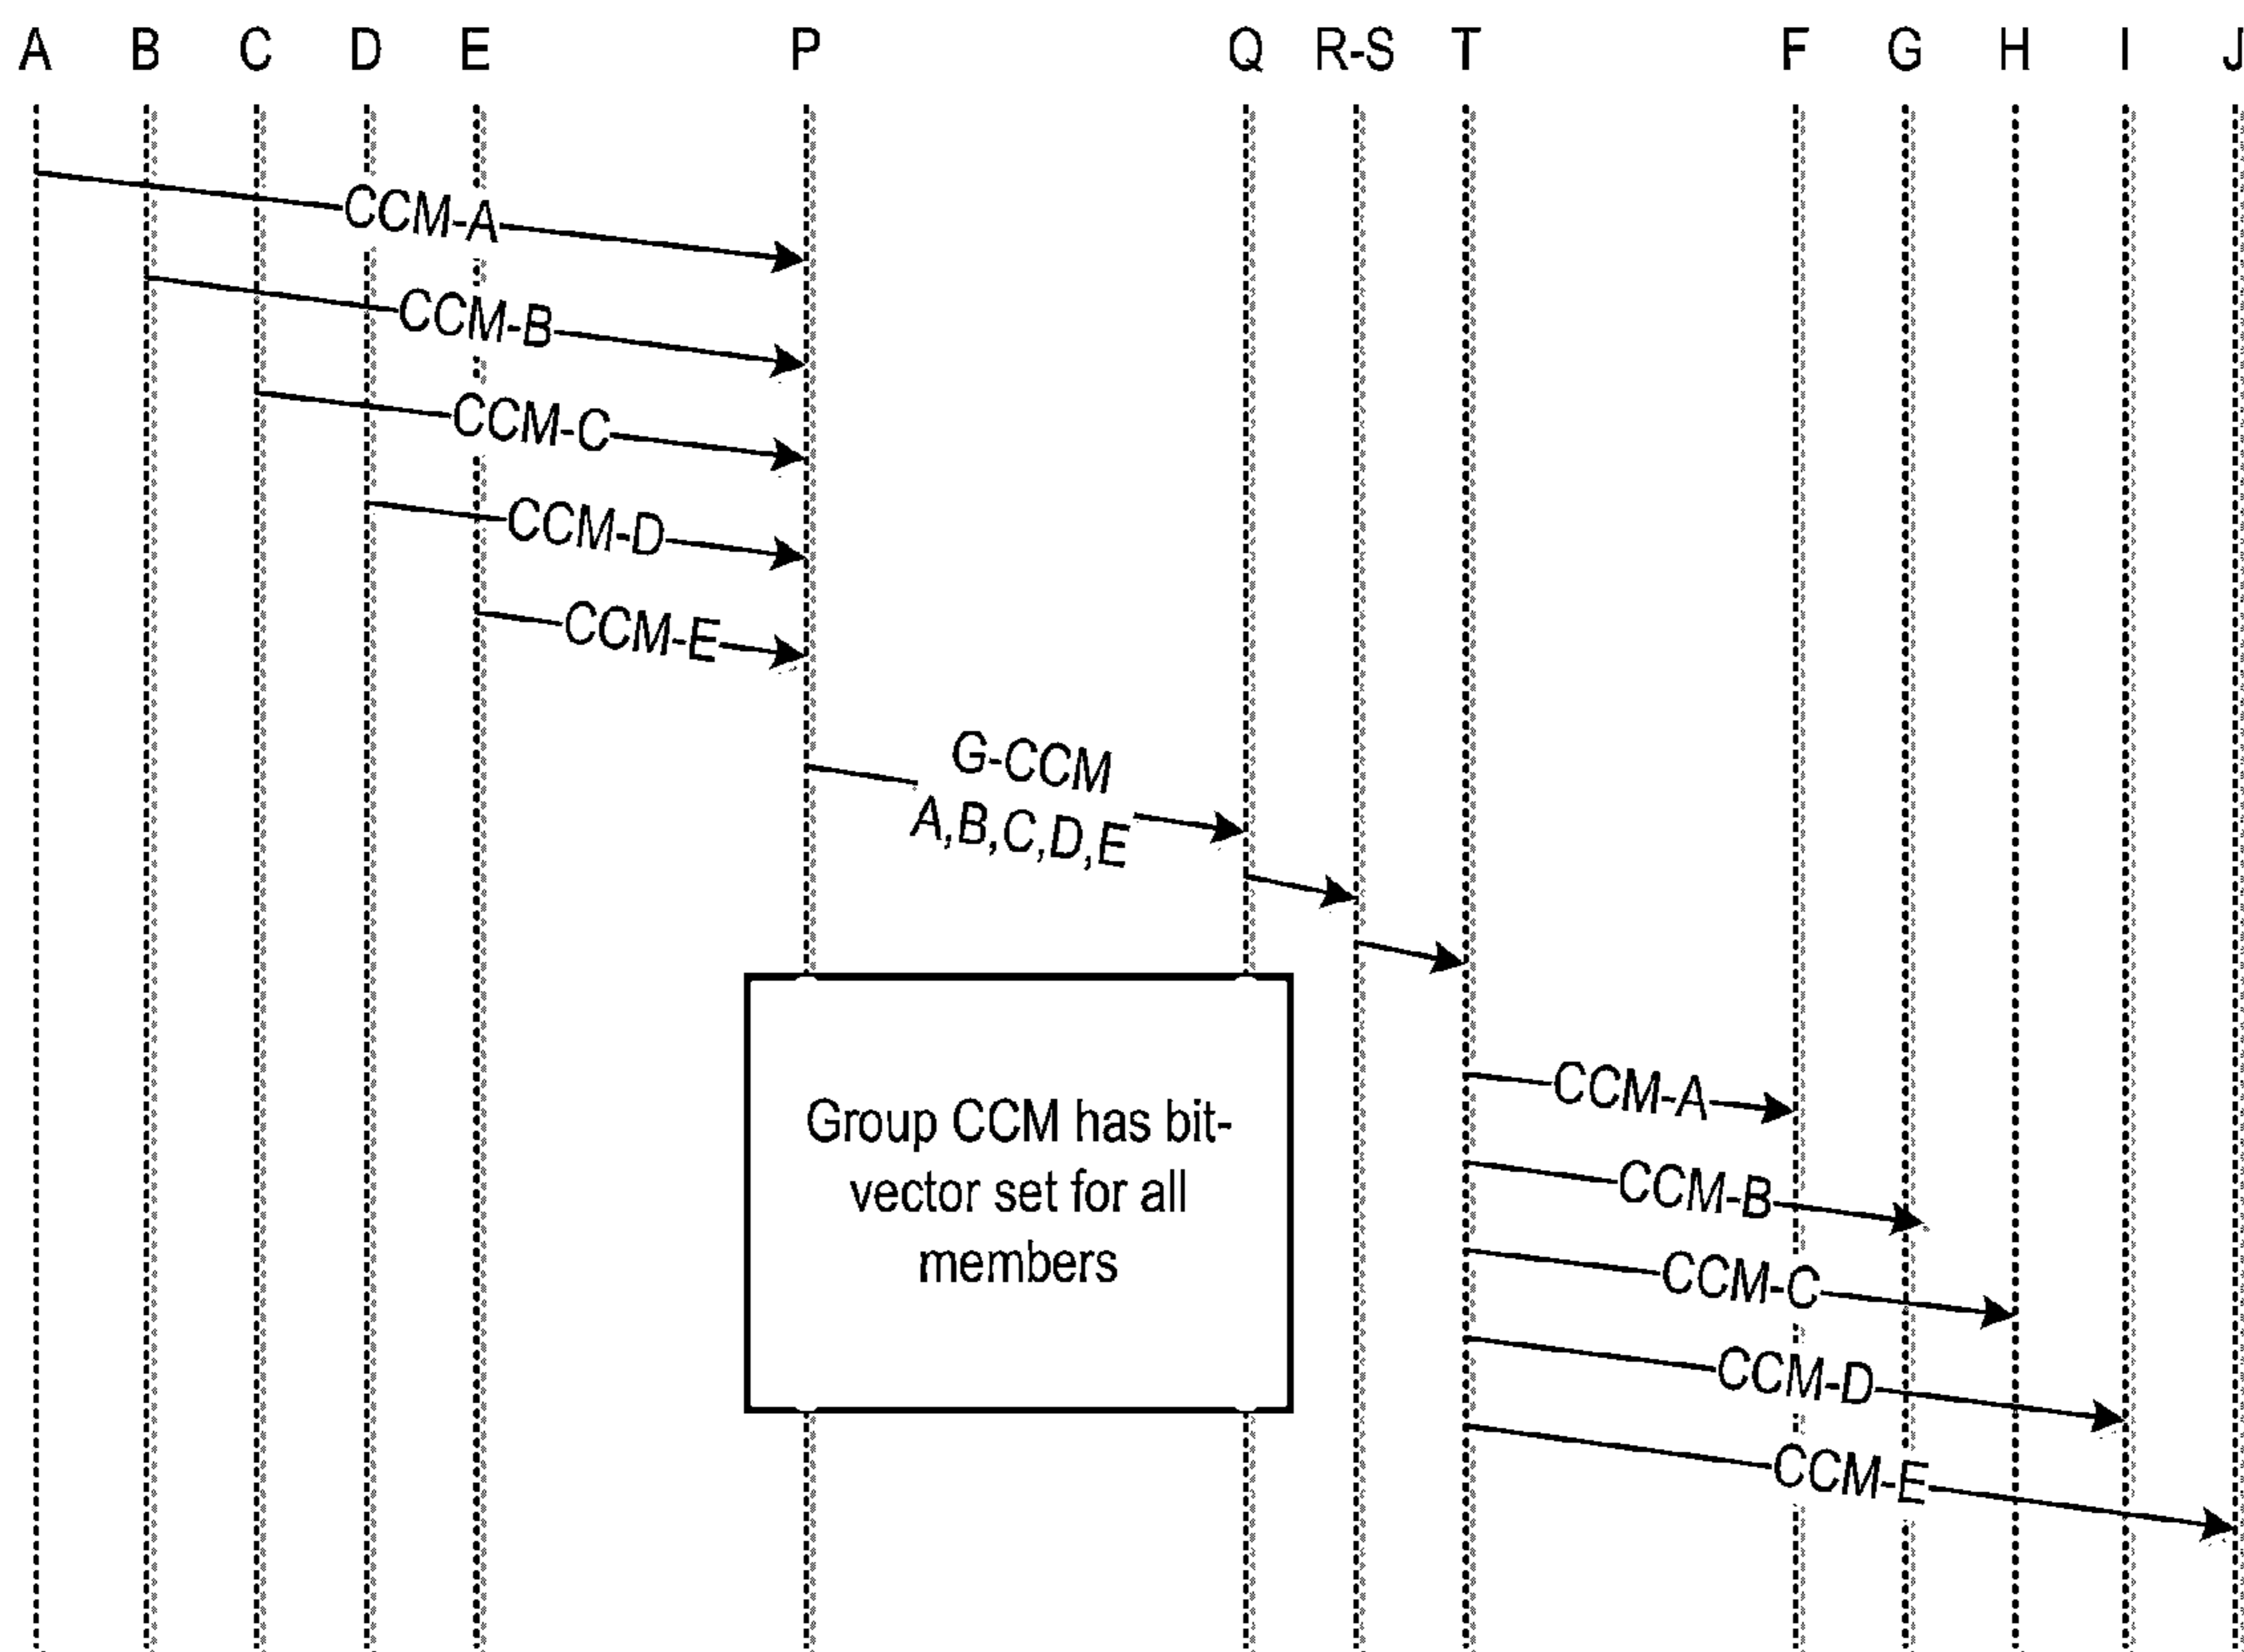 A B C D E P Q R-S T F G H I J
CCM-A
CCM-B
CCM-C
CCM-D
CCM-E
G-CCM
A,B,C,D,E
Group CCM has bit-
vector set for all
members
CCM-A
CCM-B
CCM-C
CCM-D
CCM-E